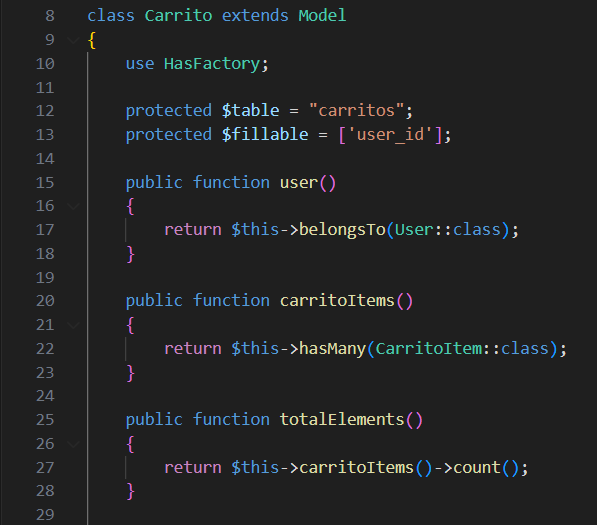 8 class Carrito extends Model
9 {
10     use HasFactory;
11
12     protected $table = "carritos";
13     protected $fillable = ['user_id'];
14
15     public function user()
16     {
17         return $this->belongsTo(User::class);
18     }
19
20     public function carritoItems()
21     {
22         return $this->hasMany(CarritoItem::class);
23     }
24
25     public function totalElements()
26     {
27         return $this->carritoItems()->count();
28     }
29